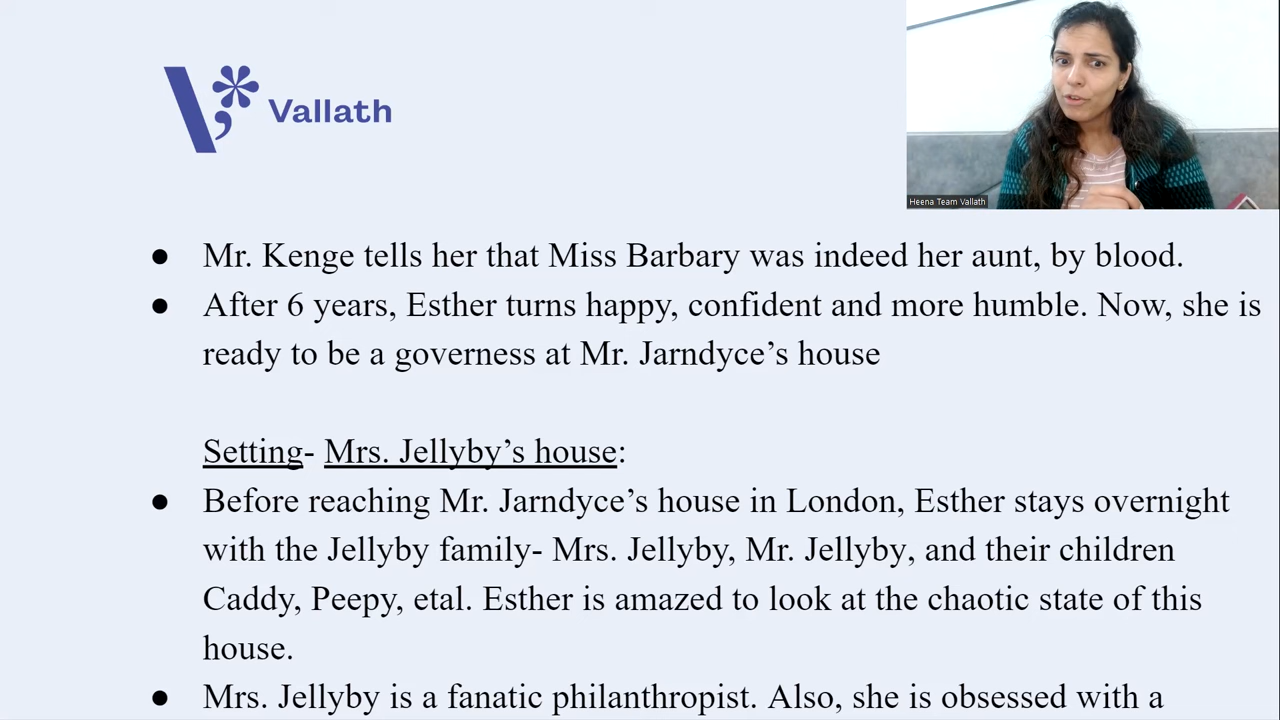 Vallath
Heena Team Vallath
● Mr. Kenge tells her that Miss Barbary was indeed her aunt, by blood.
● After 6 years, Esther turns happy, confident and more humble. Now, she is
ready to be a governess at Mr. Jarndyce’s house
Setting- Mrs. Jellyby’s house:
● Before reaching Mr. Jarndyce’s house in London, Esther stays overnight
with the Jellyby family- Mrs. Jellyby, Mr. Jellyby, and their children
Caddy, Peepy, etal. Esther is amazed to look at the chaotic state of this
house.
● Mrs. Jellyby is a fanatic philanthropist. Also, she is obsessed with a